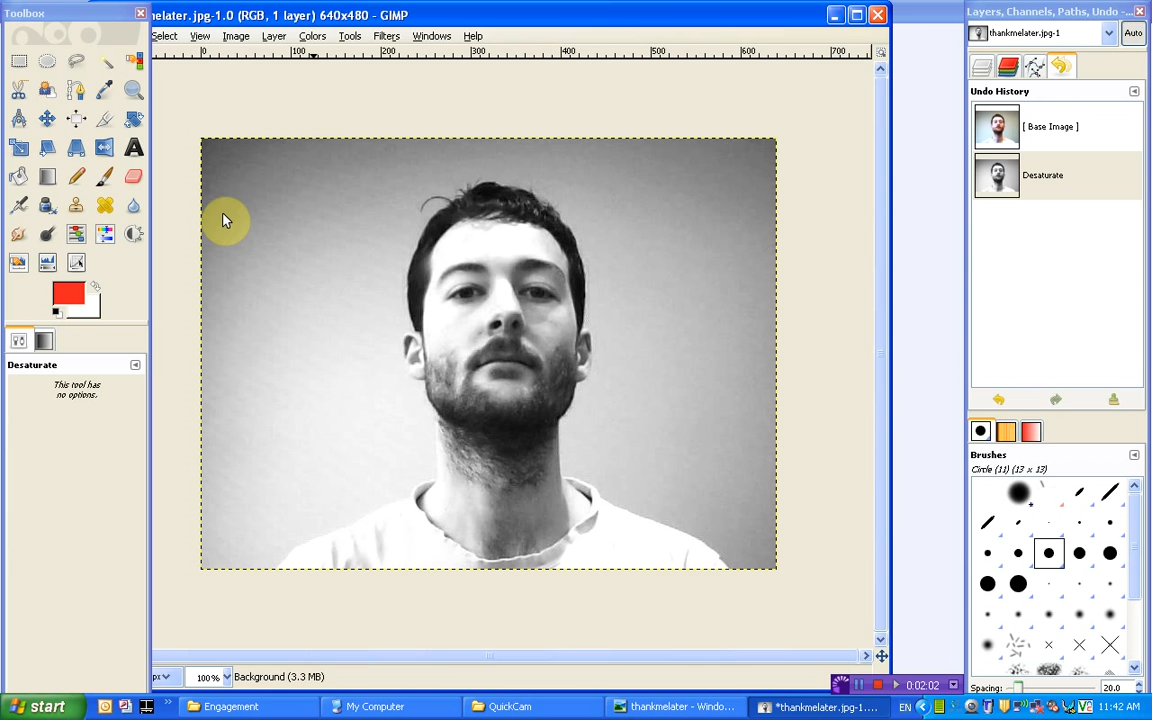 Toolbox
melater.jpg-1.0 (RGB, 1 layer) 640x480 - GIMP
Layers, Channels, Paths, Undo -...
Select View Image Layer Colors Tools Filters Windows Help
thankmelater.jpg-1
Auto
0 100 200 300 400 500 600 700
Undo History
[ Base Image ]
Desaturate
Desaturate
This tool has
no options.
Brushes
Circle (11) (13 x 13)
px
100%
Background (3.3 MB)
Spacing:
20.0
0:02:02
start
Engagement
My Computer
QuickCam
thankmelater - Windo...
*thankmelater.jpg-1....
EN
11:42 AM